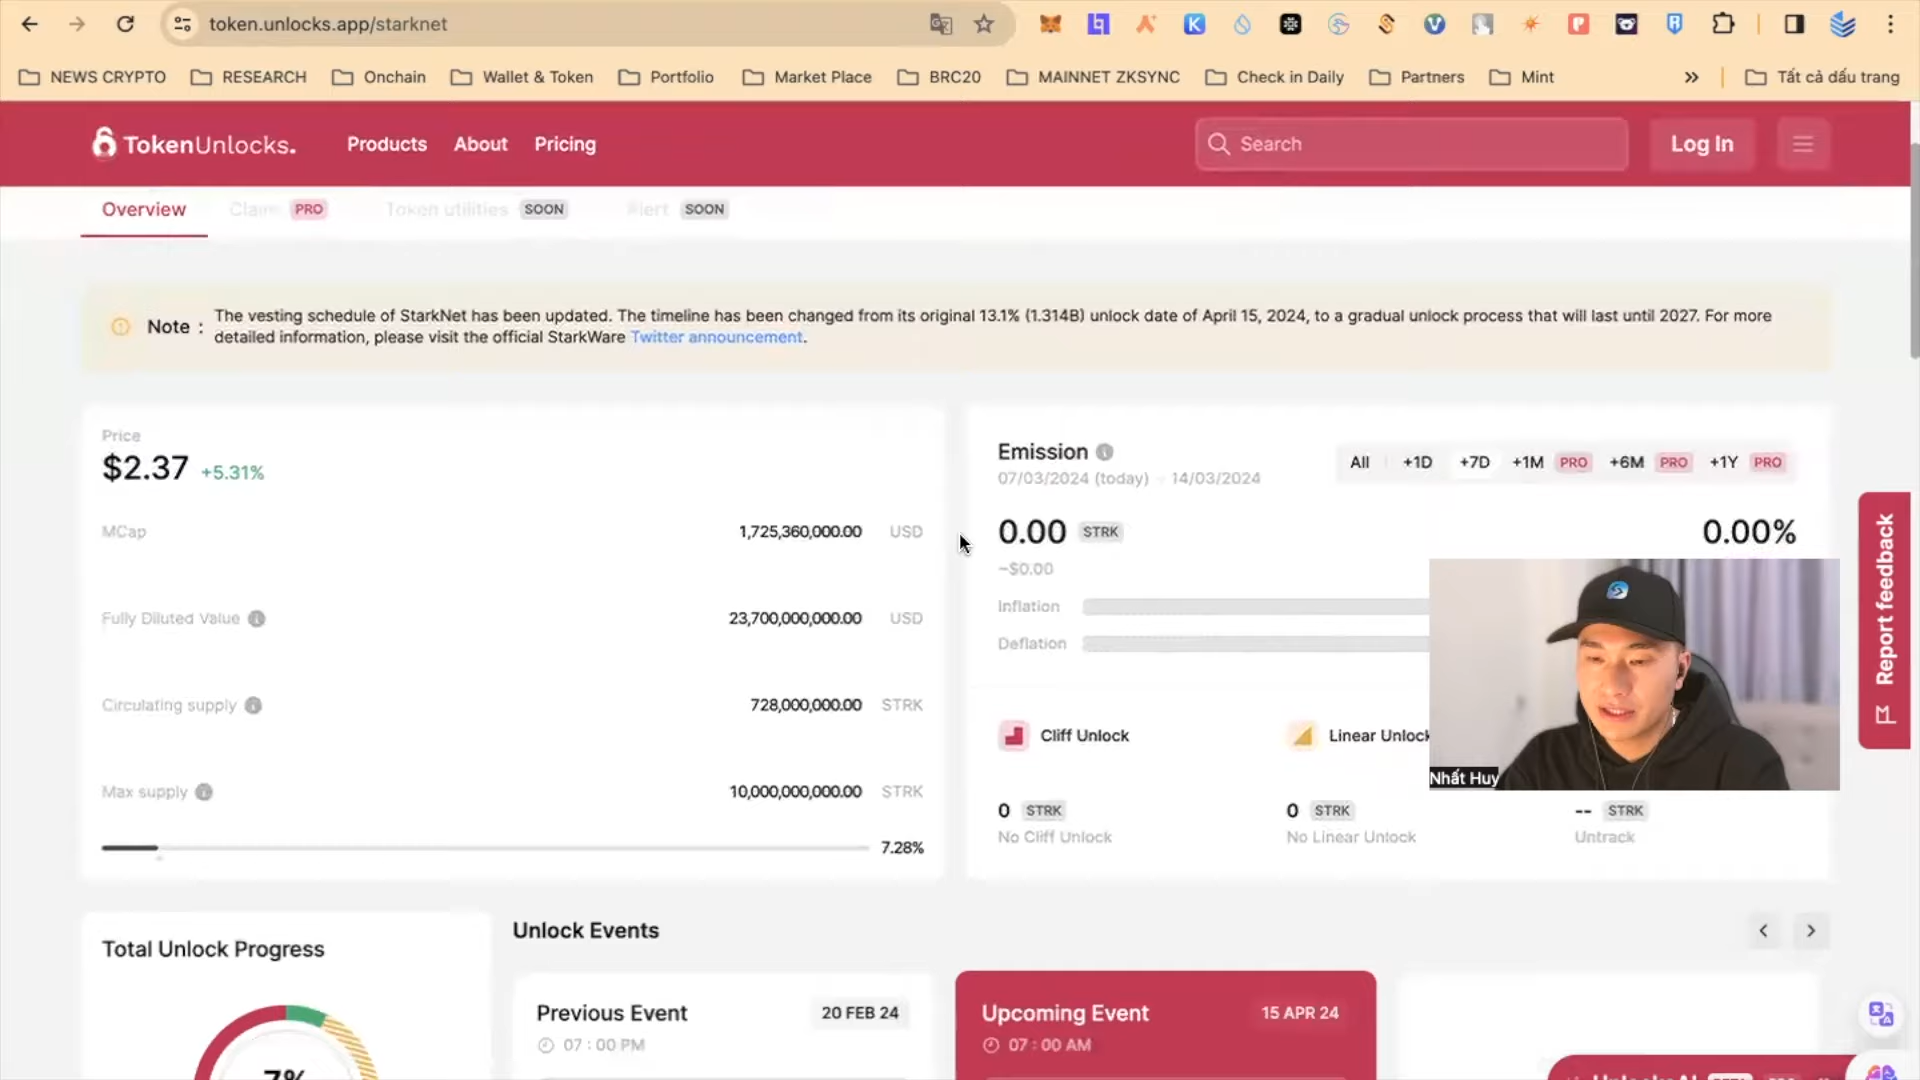 token.unlocks.app/starknet
NEWS CRYPTO RESEARCH Onchain Wallet & Token Portfolio Market Place BRC20 MAINNET ZKSYNC Check in Daily Partners Mint » Tất cả dấu trang
TokenUnlocks. Products About Pricing Search Log In
Overview Claim PRO Token utilities SOON Alert SOON
Note : The vesting schedule of StarkNet has been updated. The timeline has been changed from its original 13.1% (1.314B) unlock date of April 15, 2024, to a gradual unlock process that will last until 2027. For more
detailed information, please visit the official StarkWare Twitter announcement.
Price
$2.37 +5.31%
MCap 1,725,360,000.00 USD
Fully Diluted Value 23,700,000,000.00 USD
Circulating supply 728,000,000.00 STRK
Max supply 10,000,000,000.00 STRK
7.28%
Emission
All +1D +7D +1M PRO +6M PRO +1Y PRO
07/03/2024 (today) - 14/03/2024
0.00 STRK 0.00%
~$0.00
Inflation
Deflation
Cliff Unlock Linear Unlock
0 STRK 0 STRK -- STRK
No Cliff Unlock No Linear Unlock Untrack
Nhất Huy
Report feedback
Total Unlock Progress
7%
Unlock Events
Previous Event 20 FEB 24
07 : 00 PM
Upcoming Event 15 APR 24
07 : 00 AM